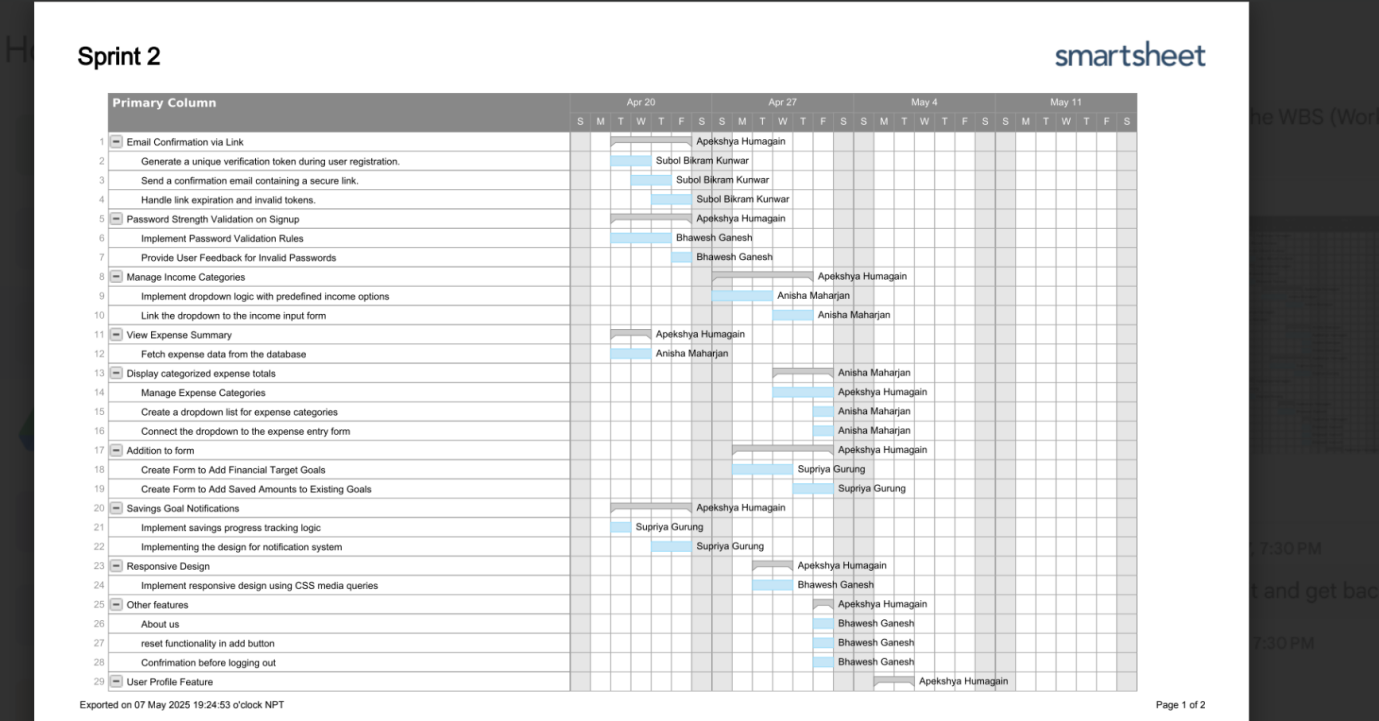 Sprint 2
smartsheet
Primary Column
Apr 20 Apr 27 May 4 May 11
S M T W T F S S M T W T F S S M T W T F S S M T W T F S
1 Email Confirmation via Link Apekshya Humagain
2 Generate a unique verification token during user registration. Subol Bikram Kunwar
3 Send a confirmation email containing a secure link. Subol Bikram Kunwar
4 Handle link expiration and invalid tokens. Subol Bikram Kunwar
5 Password Strength Validation on Signup Apekshya Humagain
6 Implement Password Validation Rules Bhawesh Ganesh
7 Provide User Feedback for Invalid Passwords Bhawesh Ganesh
8 Manage Income Categories Apekshya Humagain
9 Implement dropdown logic with predefined income options Anisha Maharjan
10 Link the dropdown to the income input form Anisha Maharjan
11 View Expense Summary Apekshya Humagain
12 Fetch expense data from the database Anisha Maharjan
13 Display categorized expense totals Anisha Maharjan
14 Manage Expense Categories Apekshya Humagain
15 Create a dropdown list for expense categories Anisha Maharjan
16 Connect the dropdown to the expense entry form Anisha Maharjan
17 Addition to form Apekshya Humagain
18 Create Form to Add Financial Target Goals Supriya Gurung
19 Create Form to Add Saved Amounts to Existing Goals Supriya Gurung
20 Savings Goal Notifications Apekshya Humagain
21 Implement savings progress tracking logic Supriya Gurung
22 Implementing the design for notification system Supriya Gurung
23 Responsive Design Apekshya Humagain
24 Implement responsive design using CSS media queries Bhawesh Ganesh
25 Other features Apekshya Humagain
26 About us Bhawesh Ganesh
27 reset functionality in add button Bhawesh Ganesh
28 Confrimation before logging out Bhawesh Ganesh
29 User Profile Feature Apekshya Humagain
Exported on 07 May 2025 19:24:53 o'clock NPT
Page 1 of 2
he WBS (Wor
7:30 PM
t and get bac
7:30 PM